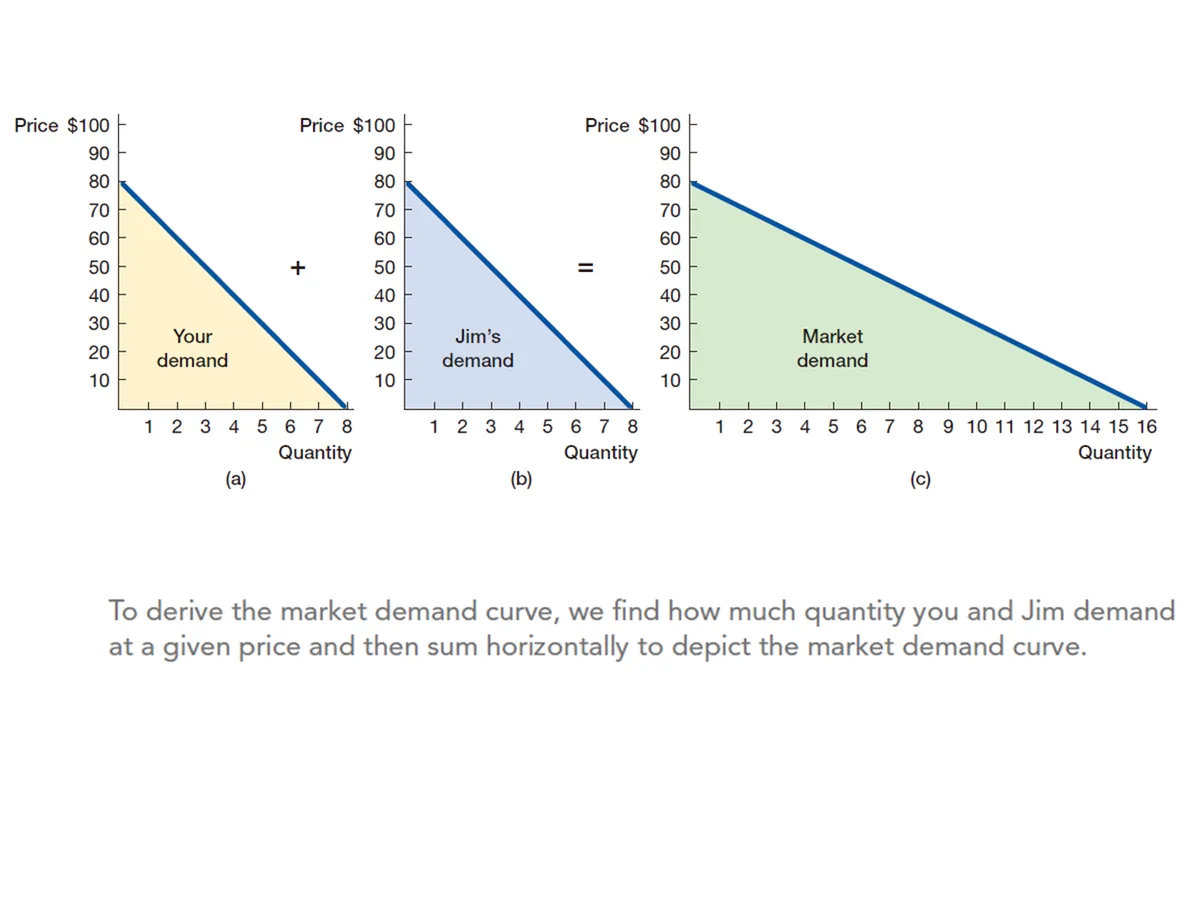 Price $100
90
80
70
60
50
40
30
20
10
Your
demand
1 2 3 4 5 6 7 8
Quantity
(a)
+
Price $100
90
80
70
60
50
40
30
20
10
Jim's
demand
1 2 3 4 5 6 7 8
Quantity
(b)
=
Price $100
90
80
70
60
50
40
30
20
10
Market
demand
1 2 3 4 5 6 7 8 9 10 11 12 13 14 15 16
Quantity
(c)
To derive the market demand curve, we find how much quantity you and Jim demand
at a given price and then sum horizontally to depict the market demand curve.